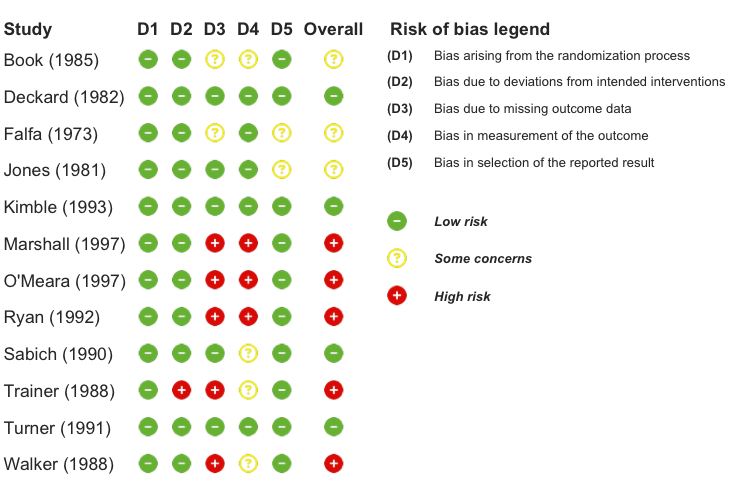 Study D1 D2 D3 D4 D5 Overall Risk of bias legend
Book (1985) − − ? ? − ? (D1) Bias arising from the randomization process
(D2) Bias due to deviations from intended interventions
Deckard (1982) − − − − − − (D3) Bias due to missing outcome data
Falfa (1973) − − ? − ? ? (D4) Bias in measurement of the outcome
Jones (1981) − − − − ? ? (D5) Bias in selection of the reported result
Kimble (1993) − − − − − − − Low risk
Marshall (1997) − − + + − + ? Some concerns
O'Meara (1997) − − + + − + + High risk
Ryan (1992) − − + + − +
Sabich (1990) − − − ? − −
Trainer (1988) − + + ? − +
Turner (1991) − − − − − −
Walker (1988) − − + ? − +